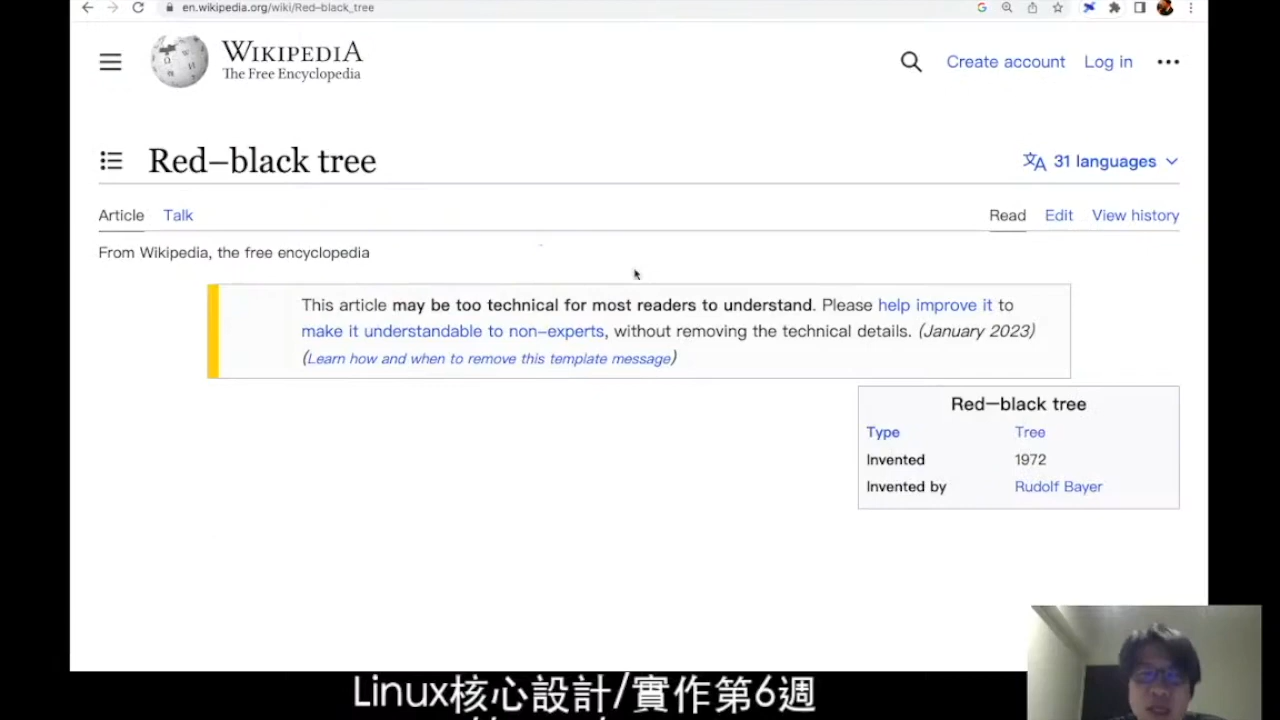 en.wikipedia.org/wiki/Red–black_tree
WIKIPEDIA
The Free Encyclopedia
Create account Log in
Red–black tree
31 languages
Article Talk
Read Edit View history
From Wikipedia, the free encyclopedia
This article may be too technical for most readers to understand. Please help improve it to
make it understandable to non–experts, without removing the technical details. (January 2023)
(Learn how and when to remove this template message)
Red—black tree
Type Tree
Invented 1972
Invented by Rudolf Bayer
Linux核心設計/實作第6週